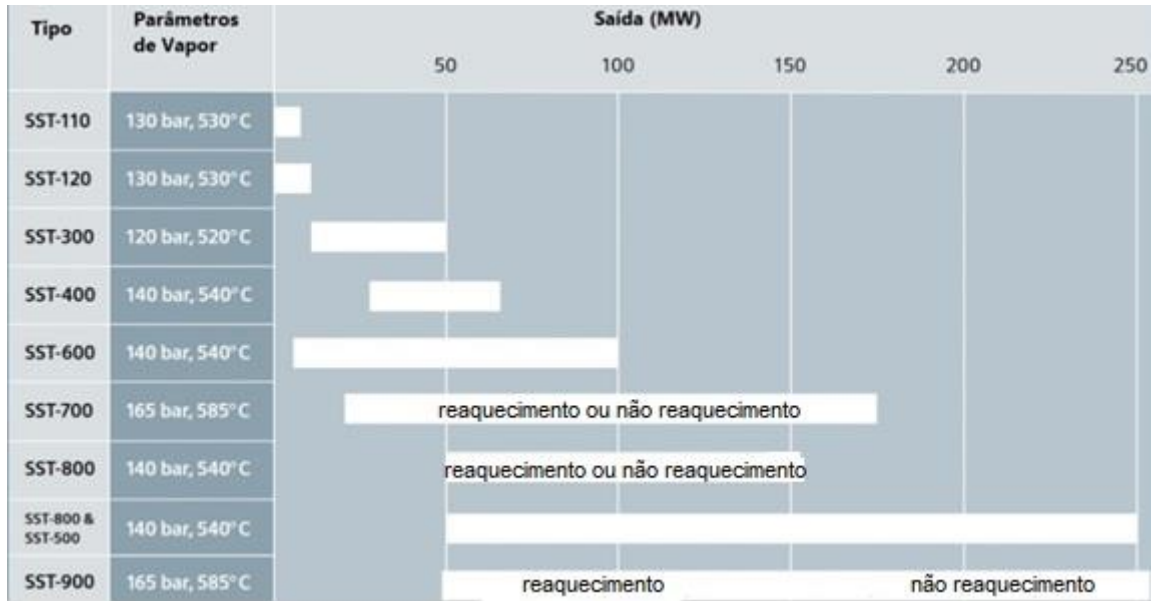 Tipo
Parâmetros
de Vapor
Saída (MW)
50 100 150 200 250
SST-110 130 bar, 530°C
SST-120 130 bar, 530°C
SST-300 120 bar, 520°C
SST-400 140 bar, 540°C
SST-600 140 bar, 540°C
SST-700 165 bar, 585°C reaquecimento ou não reaquecimento
SST-800 140 bar, 540°C reaquecimento ou não reaquecimento
SST-800 &
SST-500 140 bar, 540°C
SST-900 165 bar, 585°C reaquecimento não reaquecimento